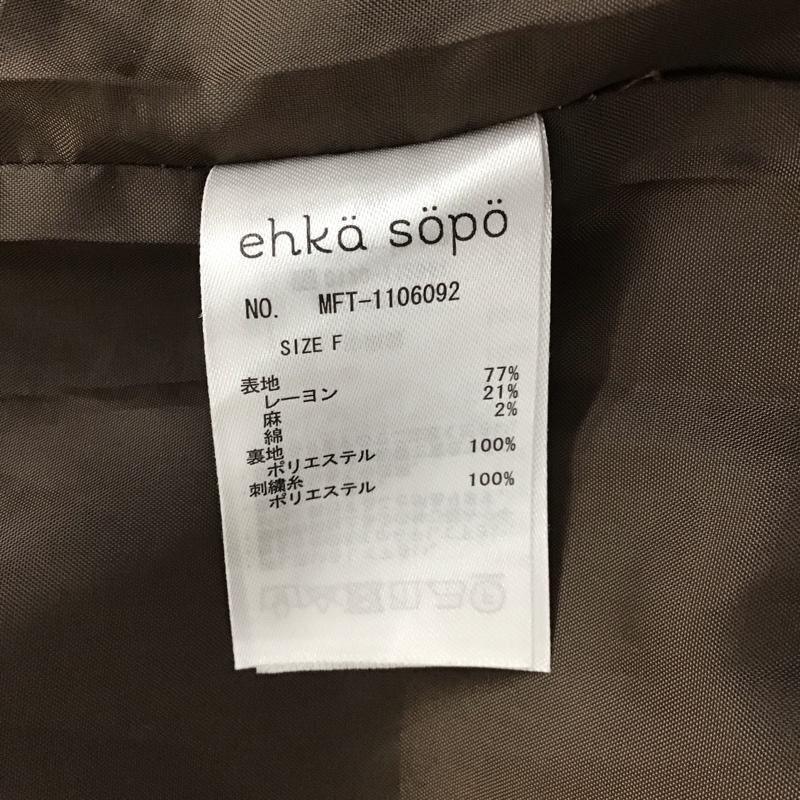 ehkä söpö
NO. MFT-1106092
SIZE F
表地
レーヨン 77%
麻 21%
綿 2%
裏地
ポリエステル 100%
刺繍糸
ポリエステル 100%